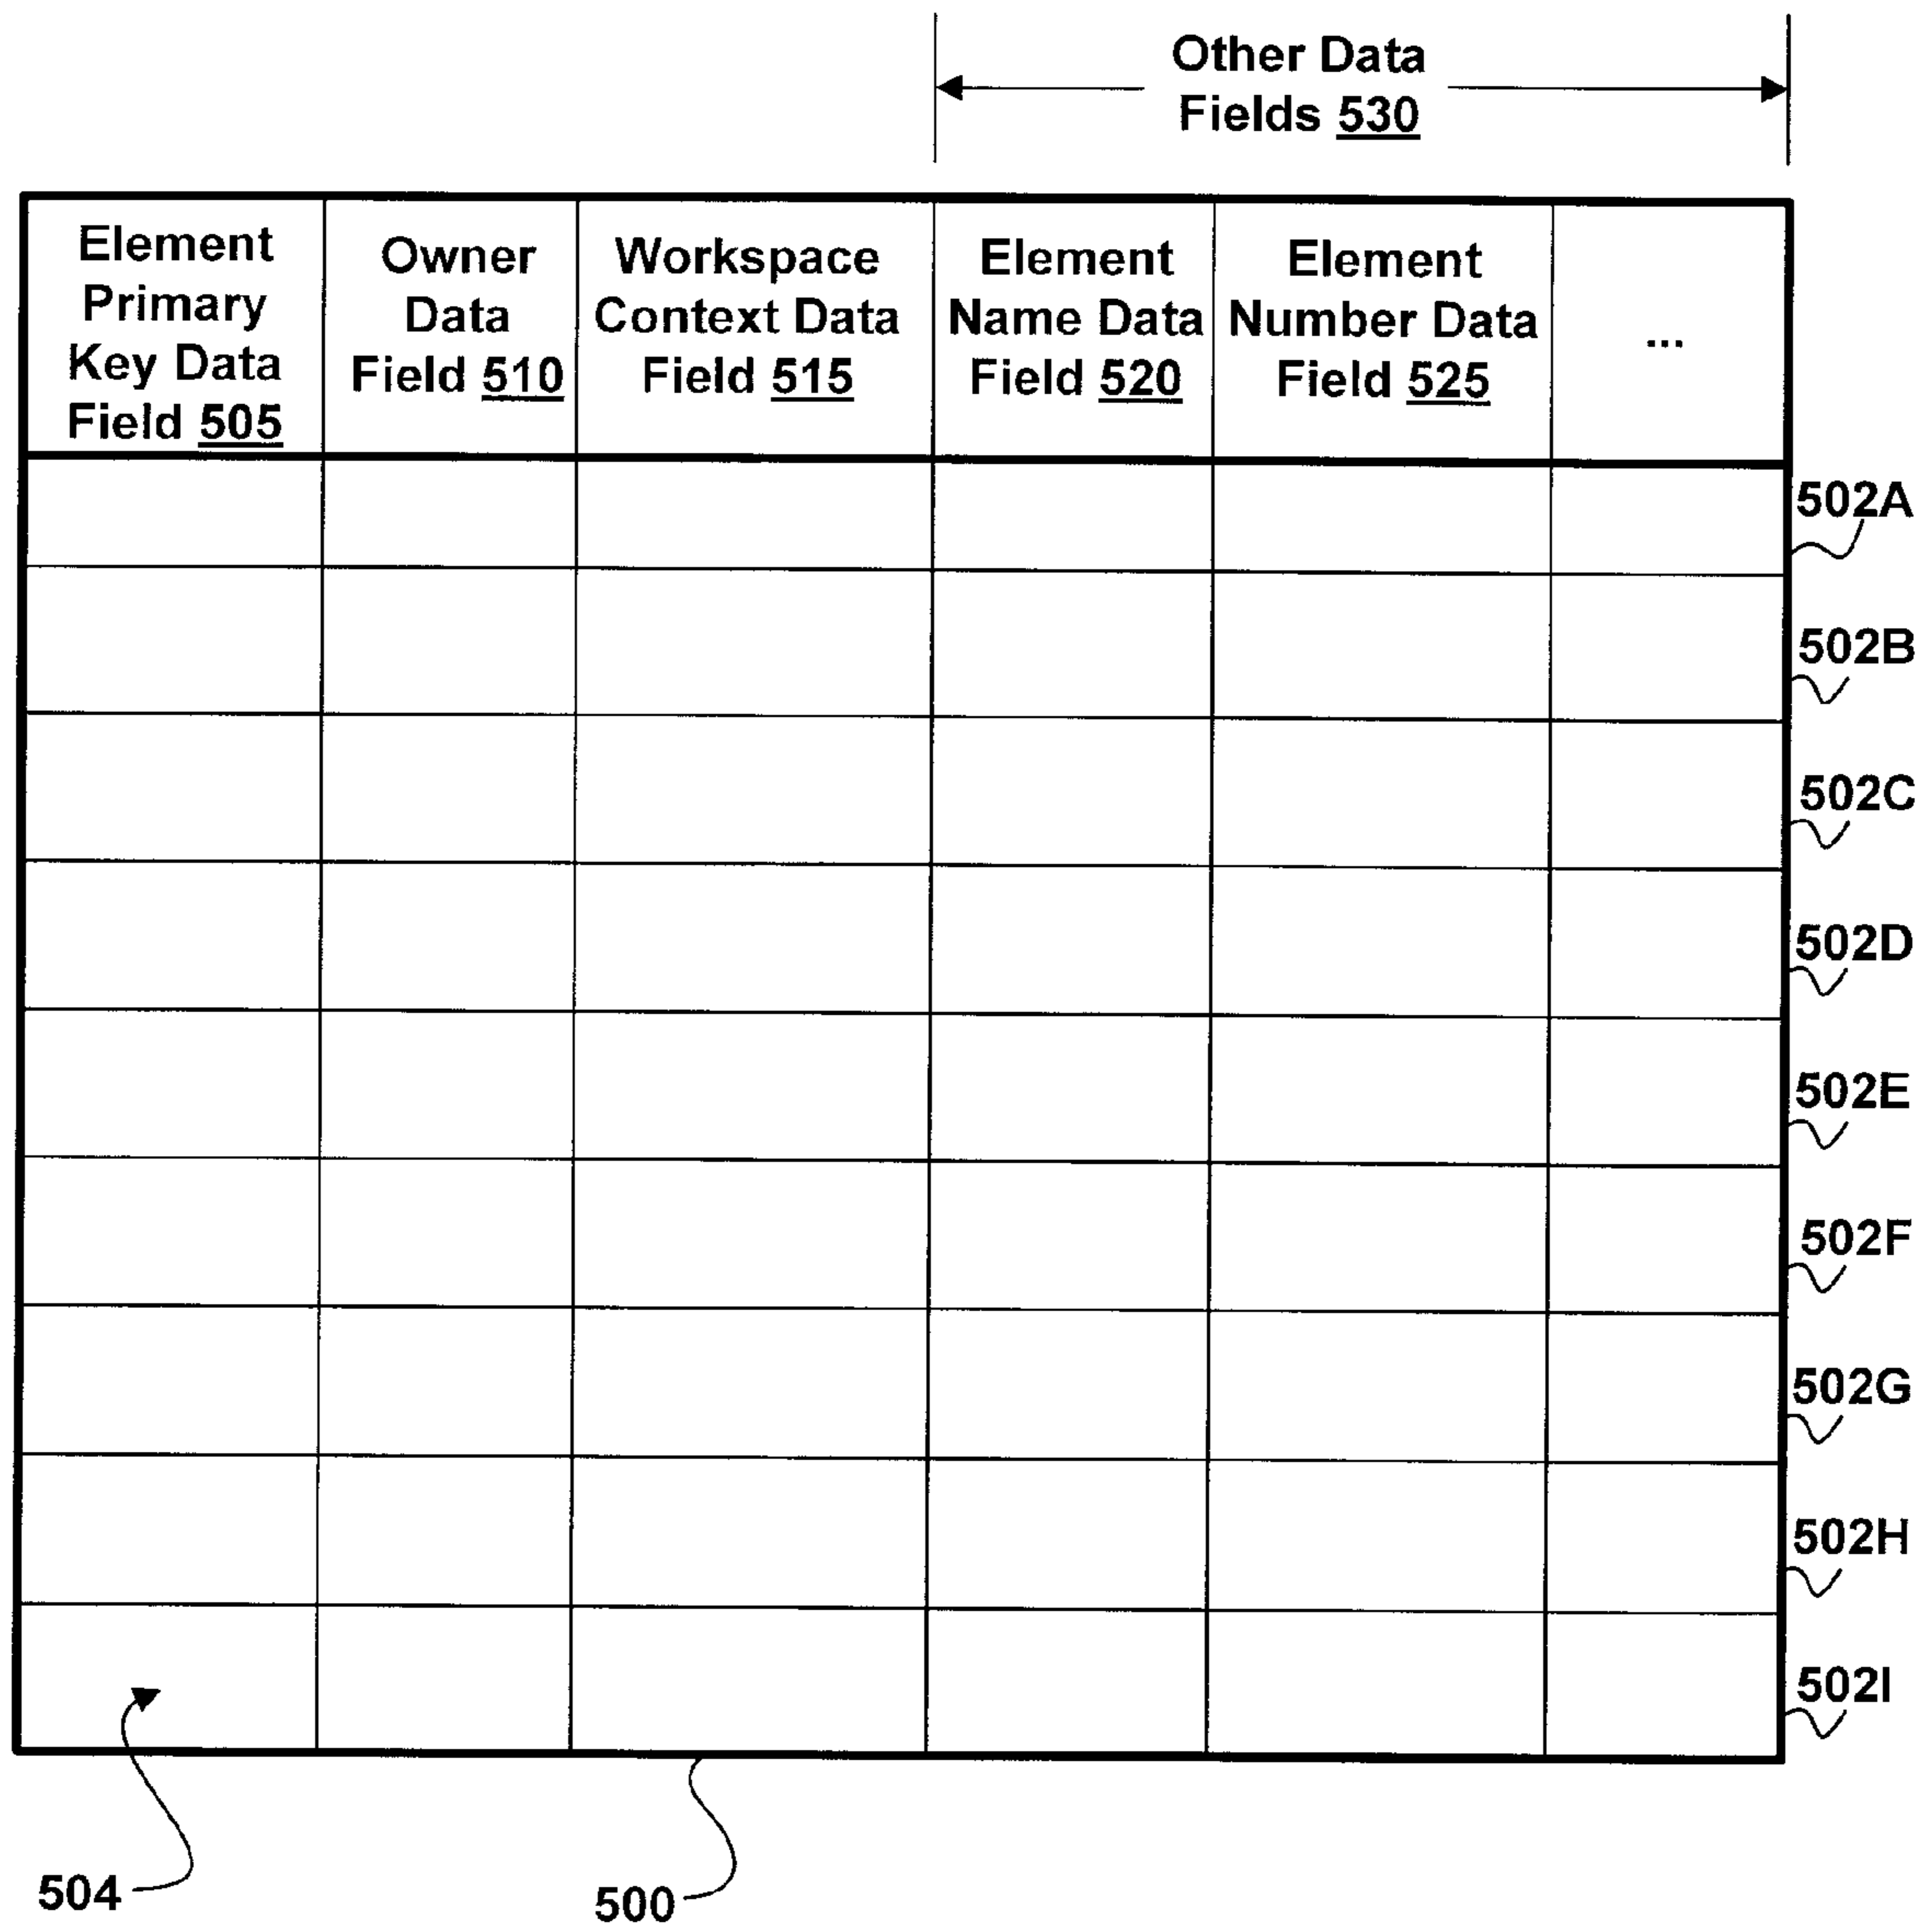 Other Data
Fields 530
Element
Primary
Key Data
Field 505
Owner
Data
Field 510
Workspace
Context Data
Field 515
Element
Name Data
Field 520
Element
Number Data
Field 525
...
502A
502B
502C
502D
502E
502F
502G
502H
502I
504
500